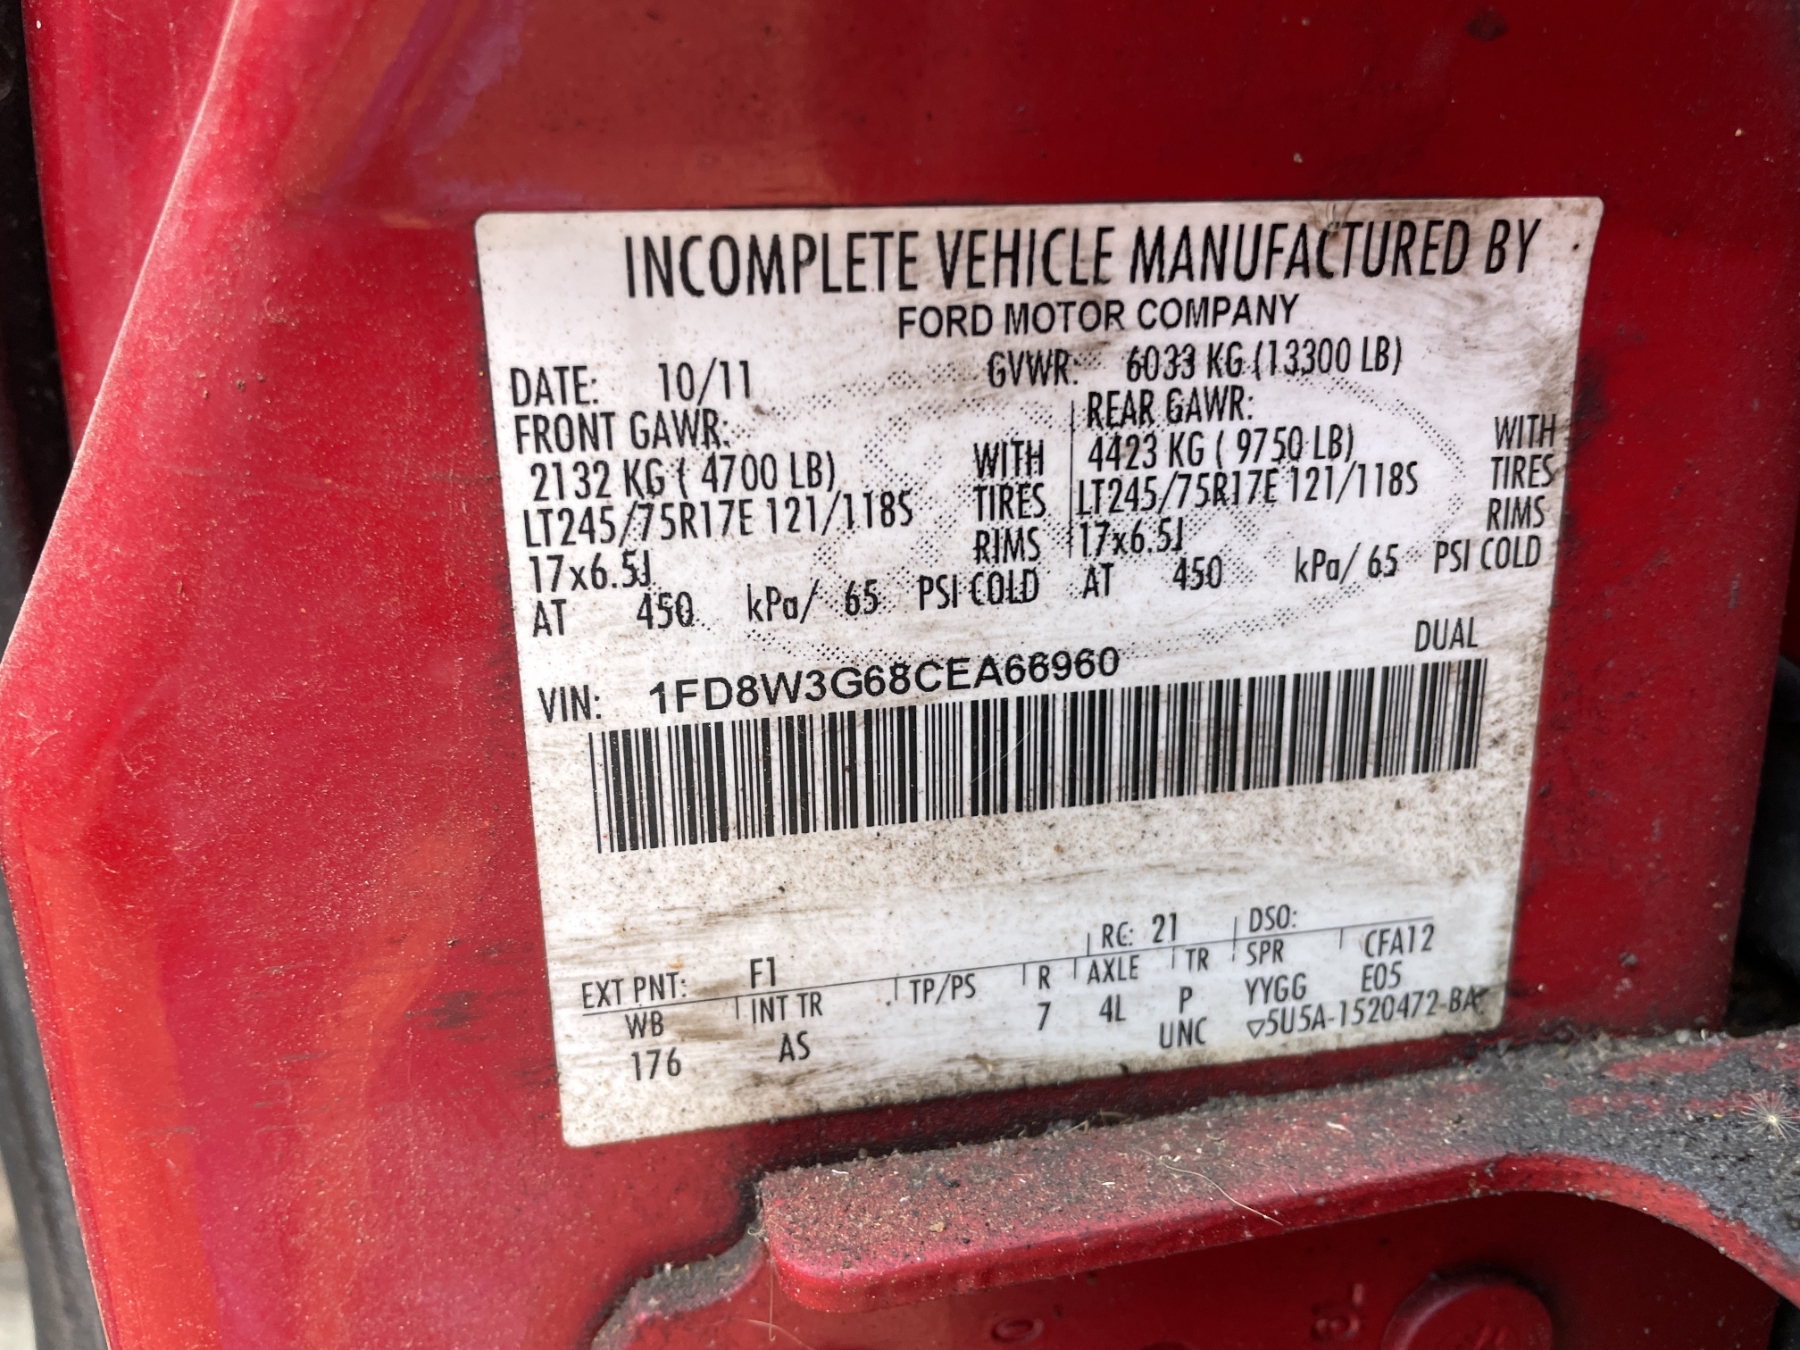 INCOMPLETE VEHICLE MANUFACTURED BY
FORD MOTOR COMPANY
DATE: 10/11 GVWR: 6033 KG (13300 LB)
FRONT GAWR: REAR GAWR:
2132 KG ( 4700 LB) WITH 4423 KG ( 9750 LB) WITH
LT245/75R17E 121/118S TIRES LT245/75R17E 121/118S TIRES
17x6.5J RIMS 17x6.5J RIMS
AT 450 kPa/ 65 PSI COLD AT 450 kPa/ 65 PSI COLD
DUAL
VIN: 1FD8W3G68CEA66960
EXT PNT: F1 RC: 21 DSO:
WB INT TR TP/PS R AXLE TR SPR CFA12
176 AS 7 4L P YYGG E05
UNC ▽5U5A-1520472-BA